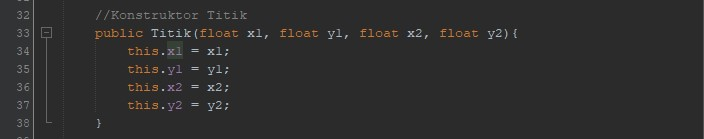 32 //Konstruktor Titik
33 public Titik(float x1, float y1, float x2, float y2){
34 this.x1 = x1;
35 this.y1 = y1;
36 this.x2 = x2;
37 this.y2 = y2;
38 }